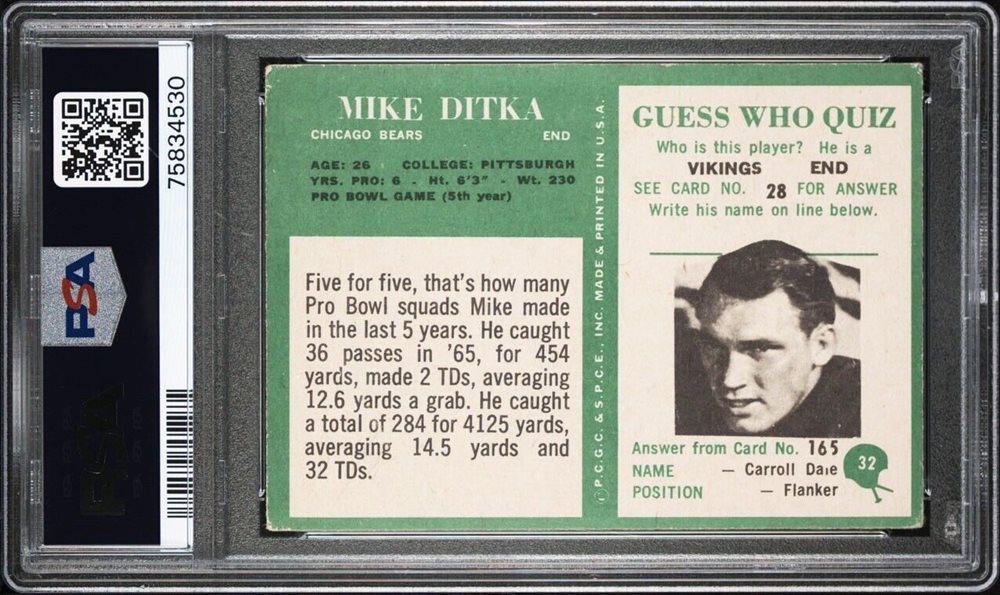 PSA
75834530
MIKE DITKA
CHICAGO BEARS END
AGE: 26 COLLEGE: PITTSBURGH
YRS. PRO: 6 - Ht. 6'3" - Wt. 230
PRO BOWL GAME (5th year)
Five for five, that's how many
Pro Bowl squads Mike made
in the last 5 years. He caught
36 passes in '65, for 454
yards, made 2 TDs, averaging
12.6 yards a grab. He caught
a total of 284 for 4125 yards,
averaging 14.5 yards and
32 TDs.
Ⓟ P.C.G.C. & S.P.C.E., INC. MADE & PRINTED IN U.S.A.
GUESS WHO QUIZ
Who is this player? He is a
VIKINGS END
SEE CARD NO. 28 FOR ANSWER
Write his name on line below.
Answer from Card No. 165
NAME — Carroll Dale
POSITION — Flanker
32
PSA